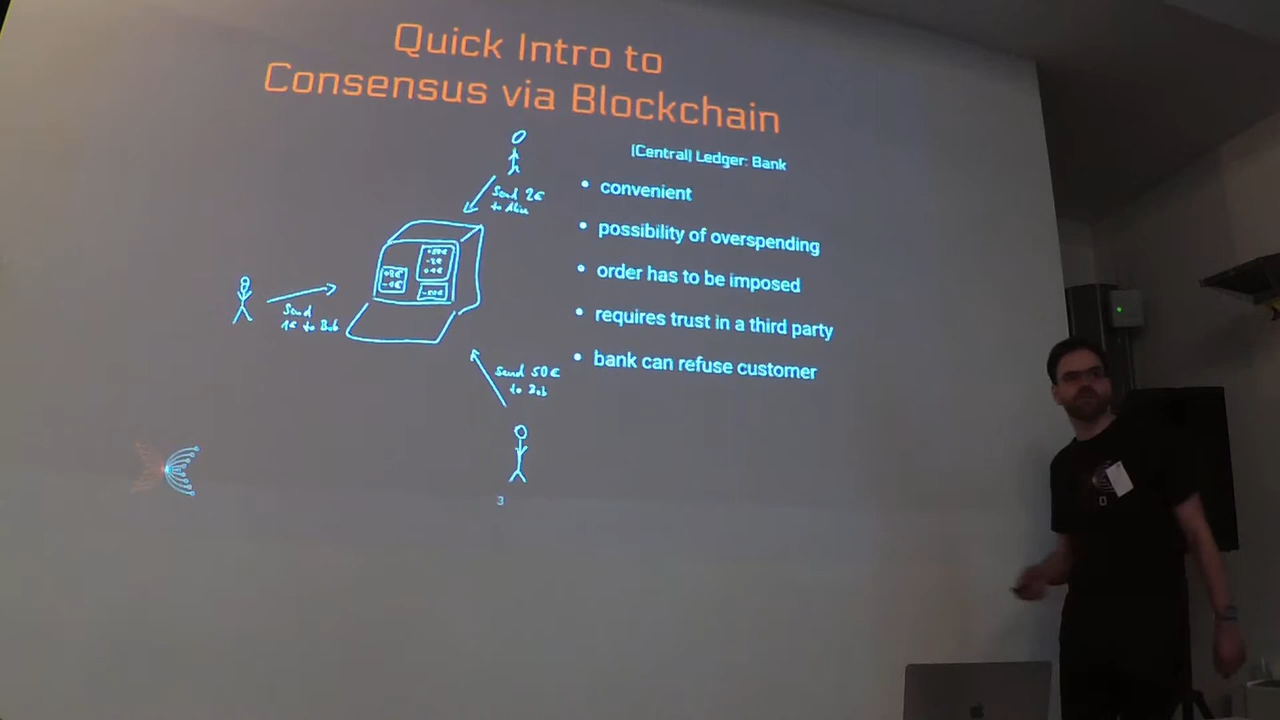 Quick Intro to
Consensus via Blockchain
(Central) Ledger: Bank
• convenient
• possibility of overspending
• order has to be imposed
• requires trust in a third party
• bank can refuse customer
Send 2€
to Alice
Send
1€ to Bob
Send 50€
to Bob
3